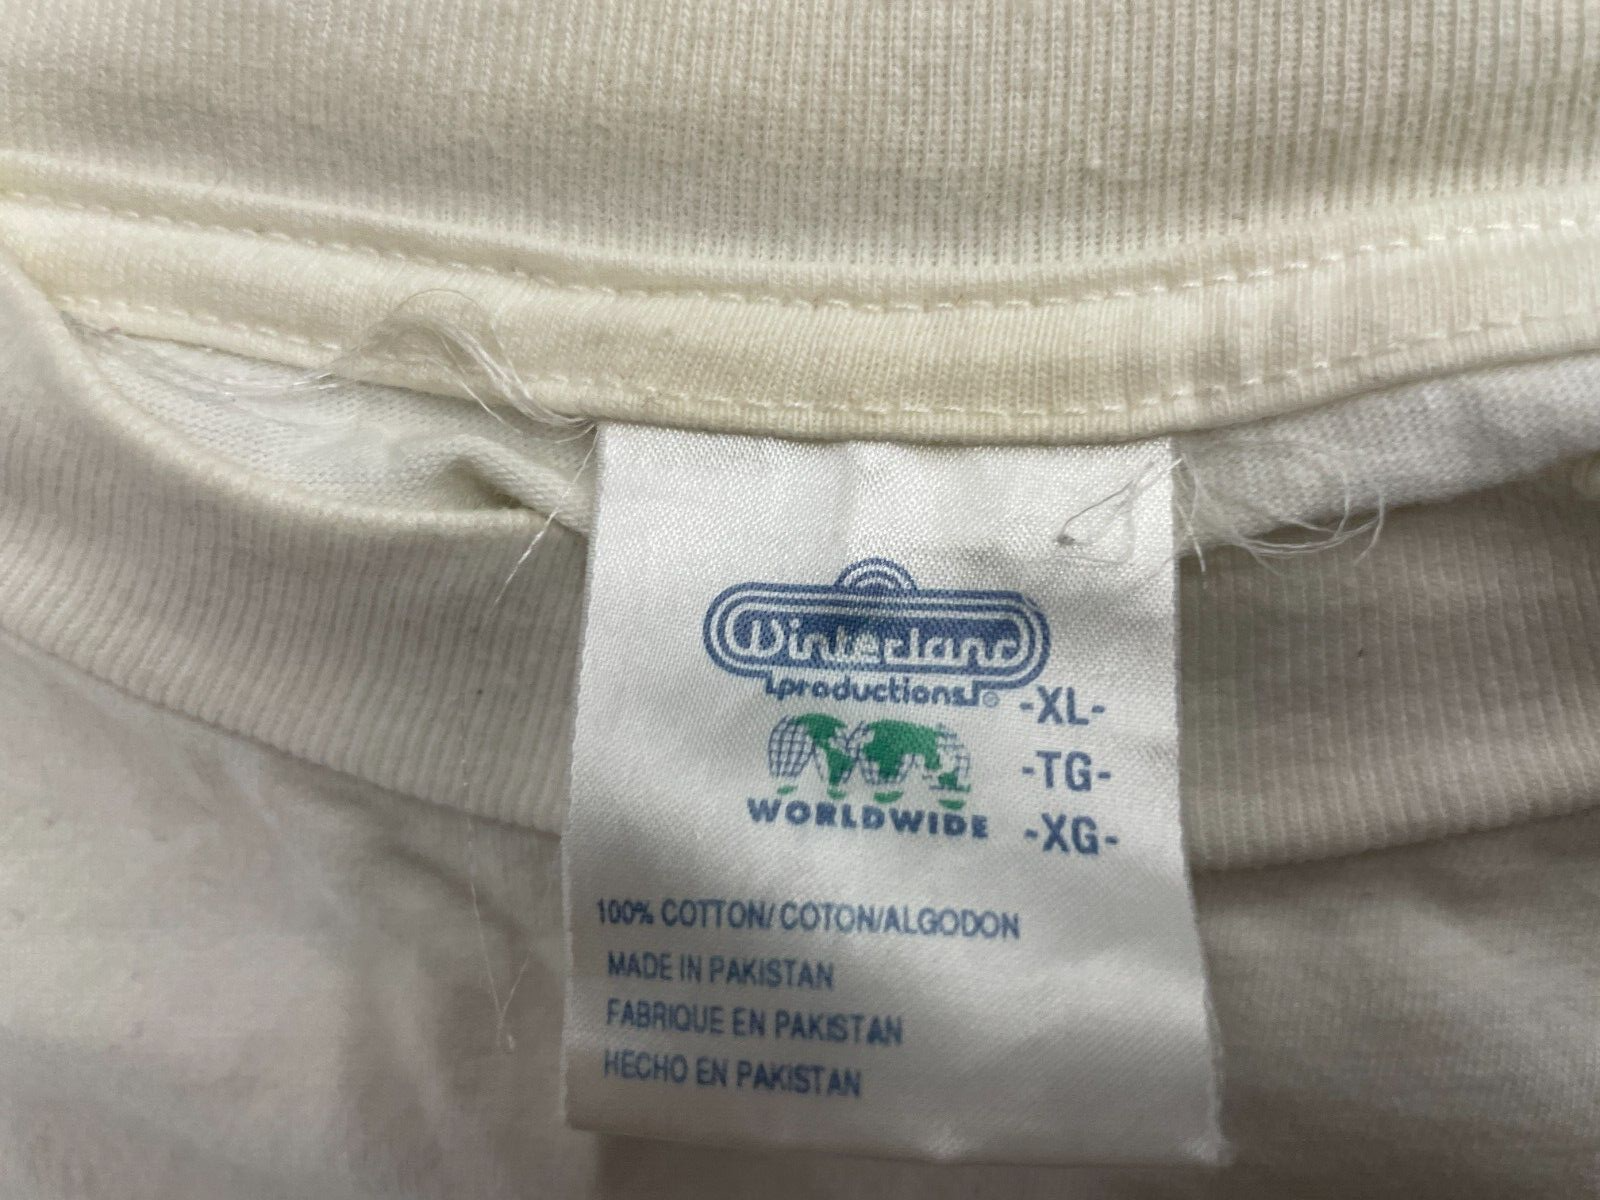 Winterland
productions®
-XL-
-TG-
WORLDWIDE -XG-
100% COTTON/COTON/ALGODON
MADE IN PAKISTAN
FABRIQUE EN PAKISTAN
HECHO EN PAKISTAN